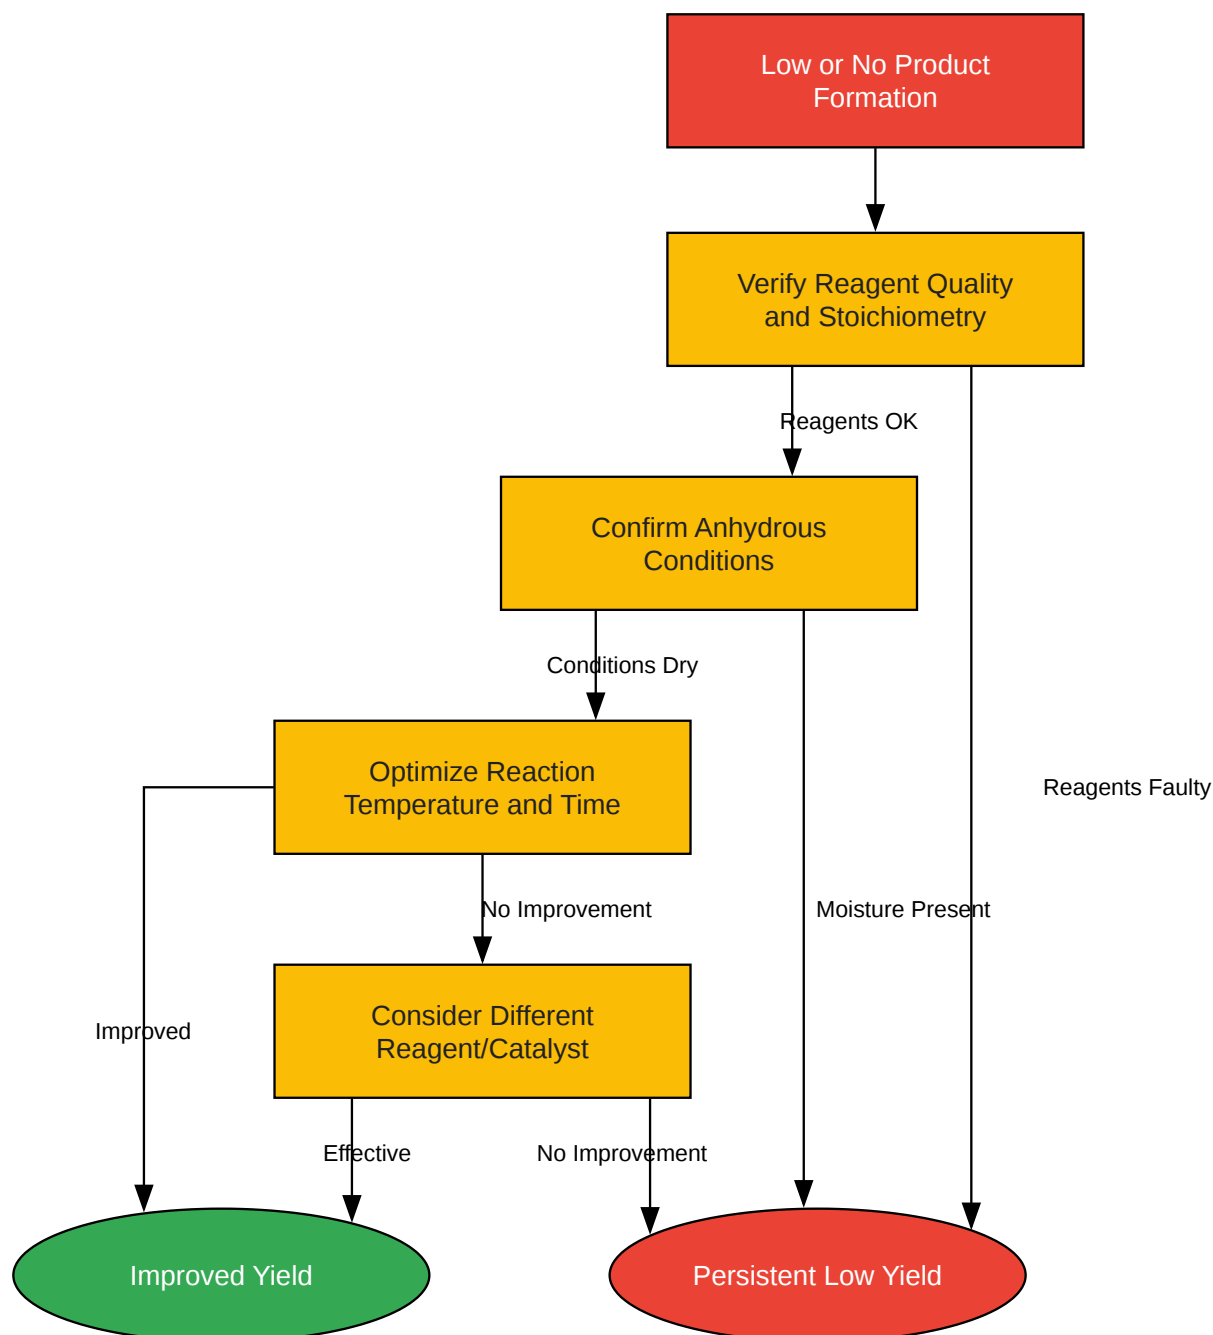 Low or No Product
Formation
Verify Reagent Quality
and Stoichiometry
Reagents OK
Confirm Anhydrous
Conditions
Conditions Dry
Optimize Reaction
Temperature and Time
Reagents Faulty
No Improvement
Moisture Present
Consider Different
Reagent/Catalyst
Improved
Effective
No Improvement
Improved Yield
Persistent Low Yield